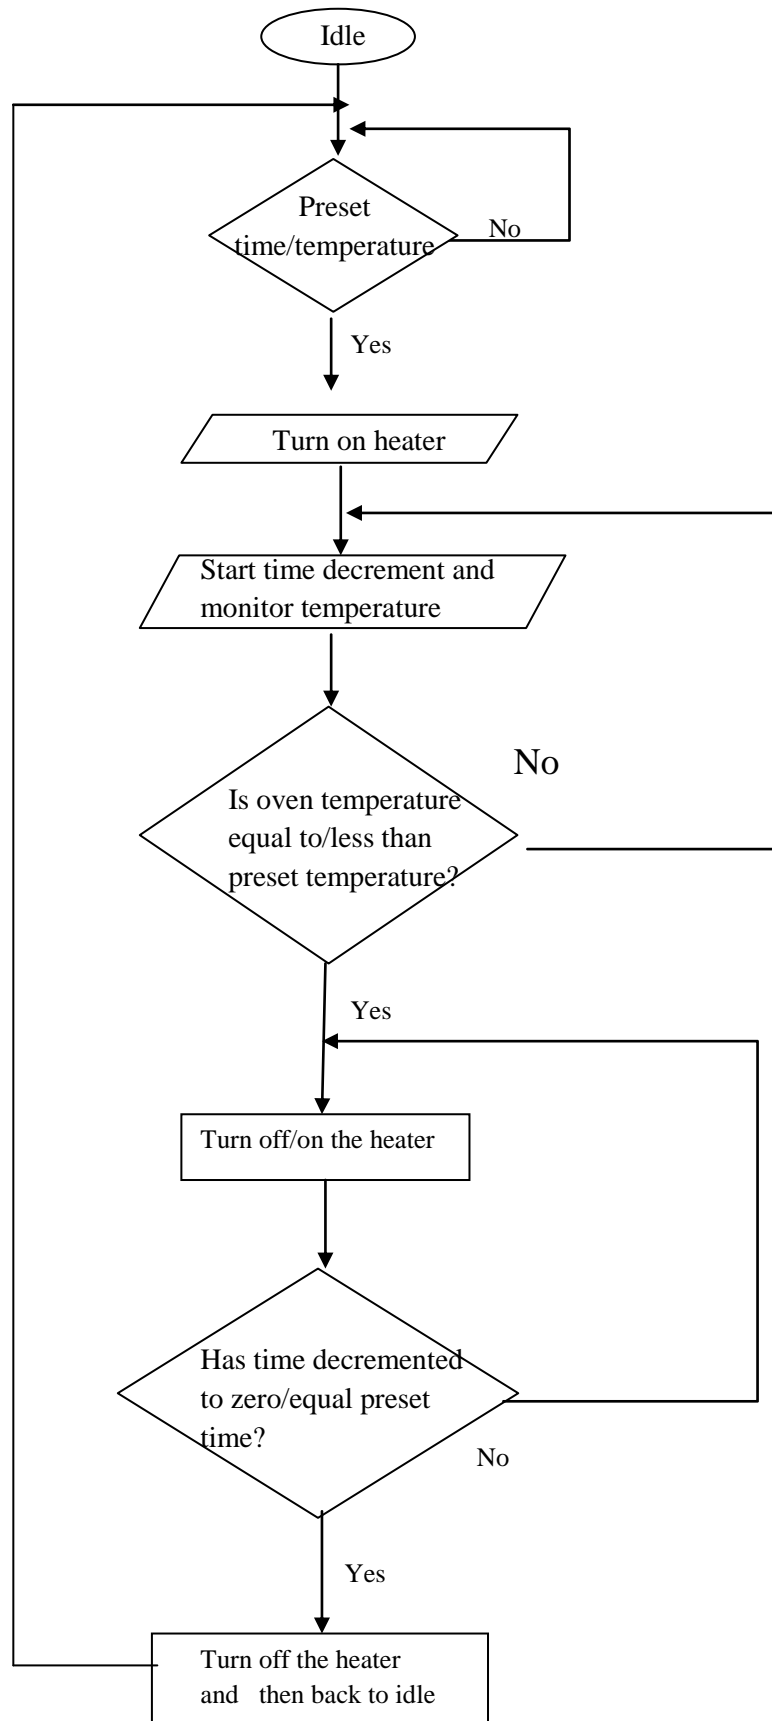 Idle
Preset
time/temperature
No
Yes
Turn on heater
Start time decrement and
monitor temperature
No
Is oven temperature
equal to/less than
preset temperature?
Yes
Turn off/on the heater
Has time decremented
to zero/equal preset
time?
No
Yes
Turn off the heater
and then back to idle